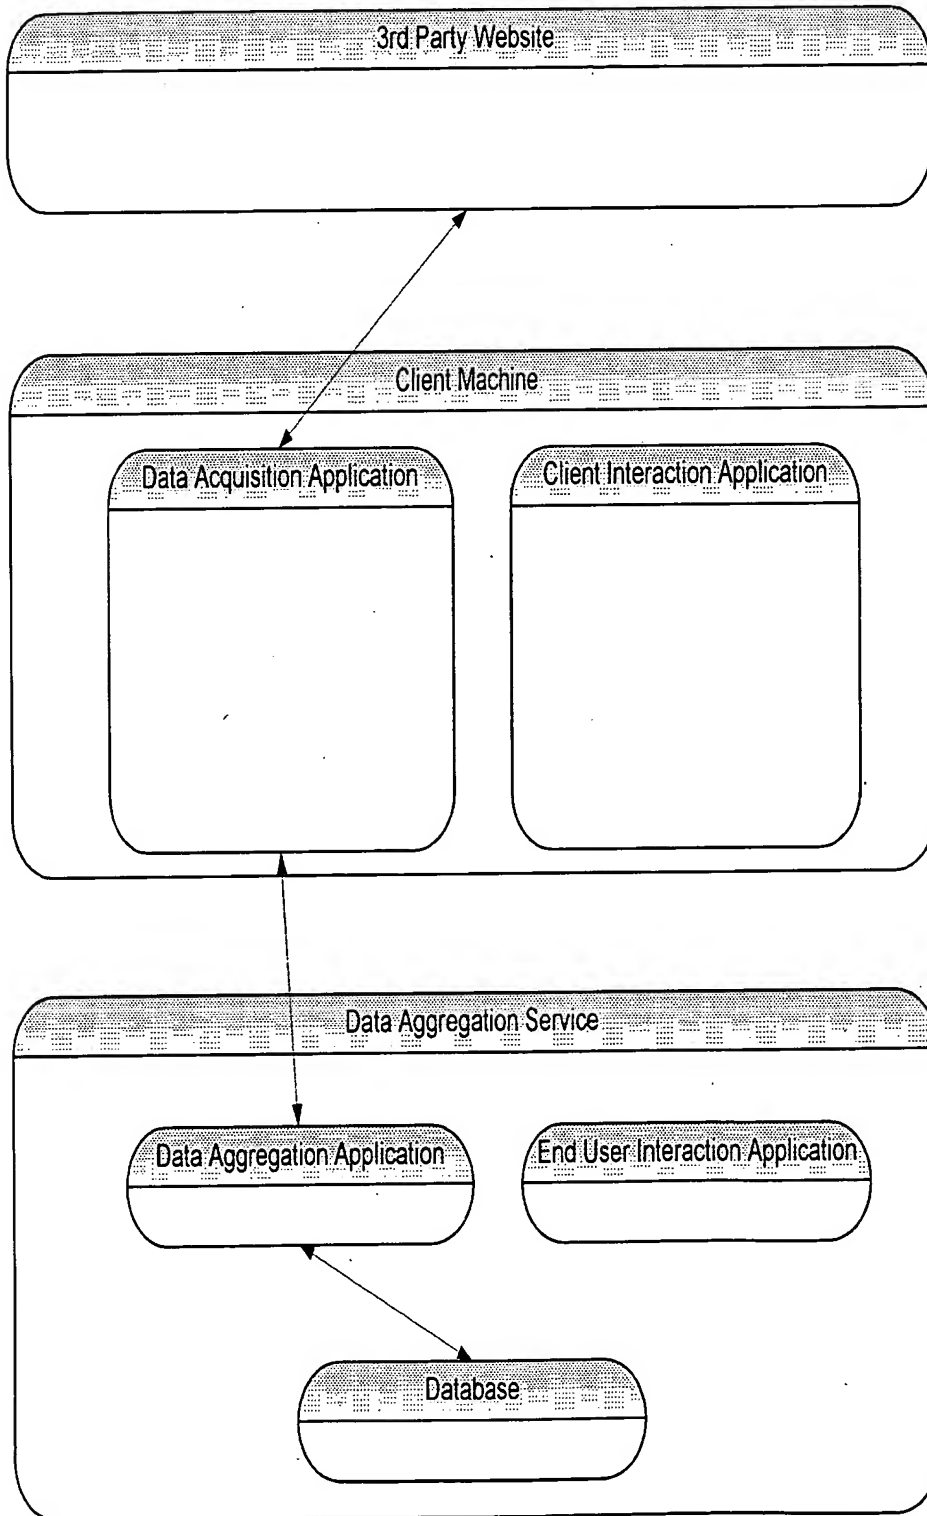 3rd Party Website
Client Machine
Data Acquisition Application
Client Interaction Application
Data Aggregation Service
Data Aggregation Application
End User Interaction Application
Database